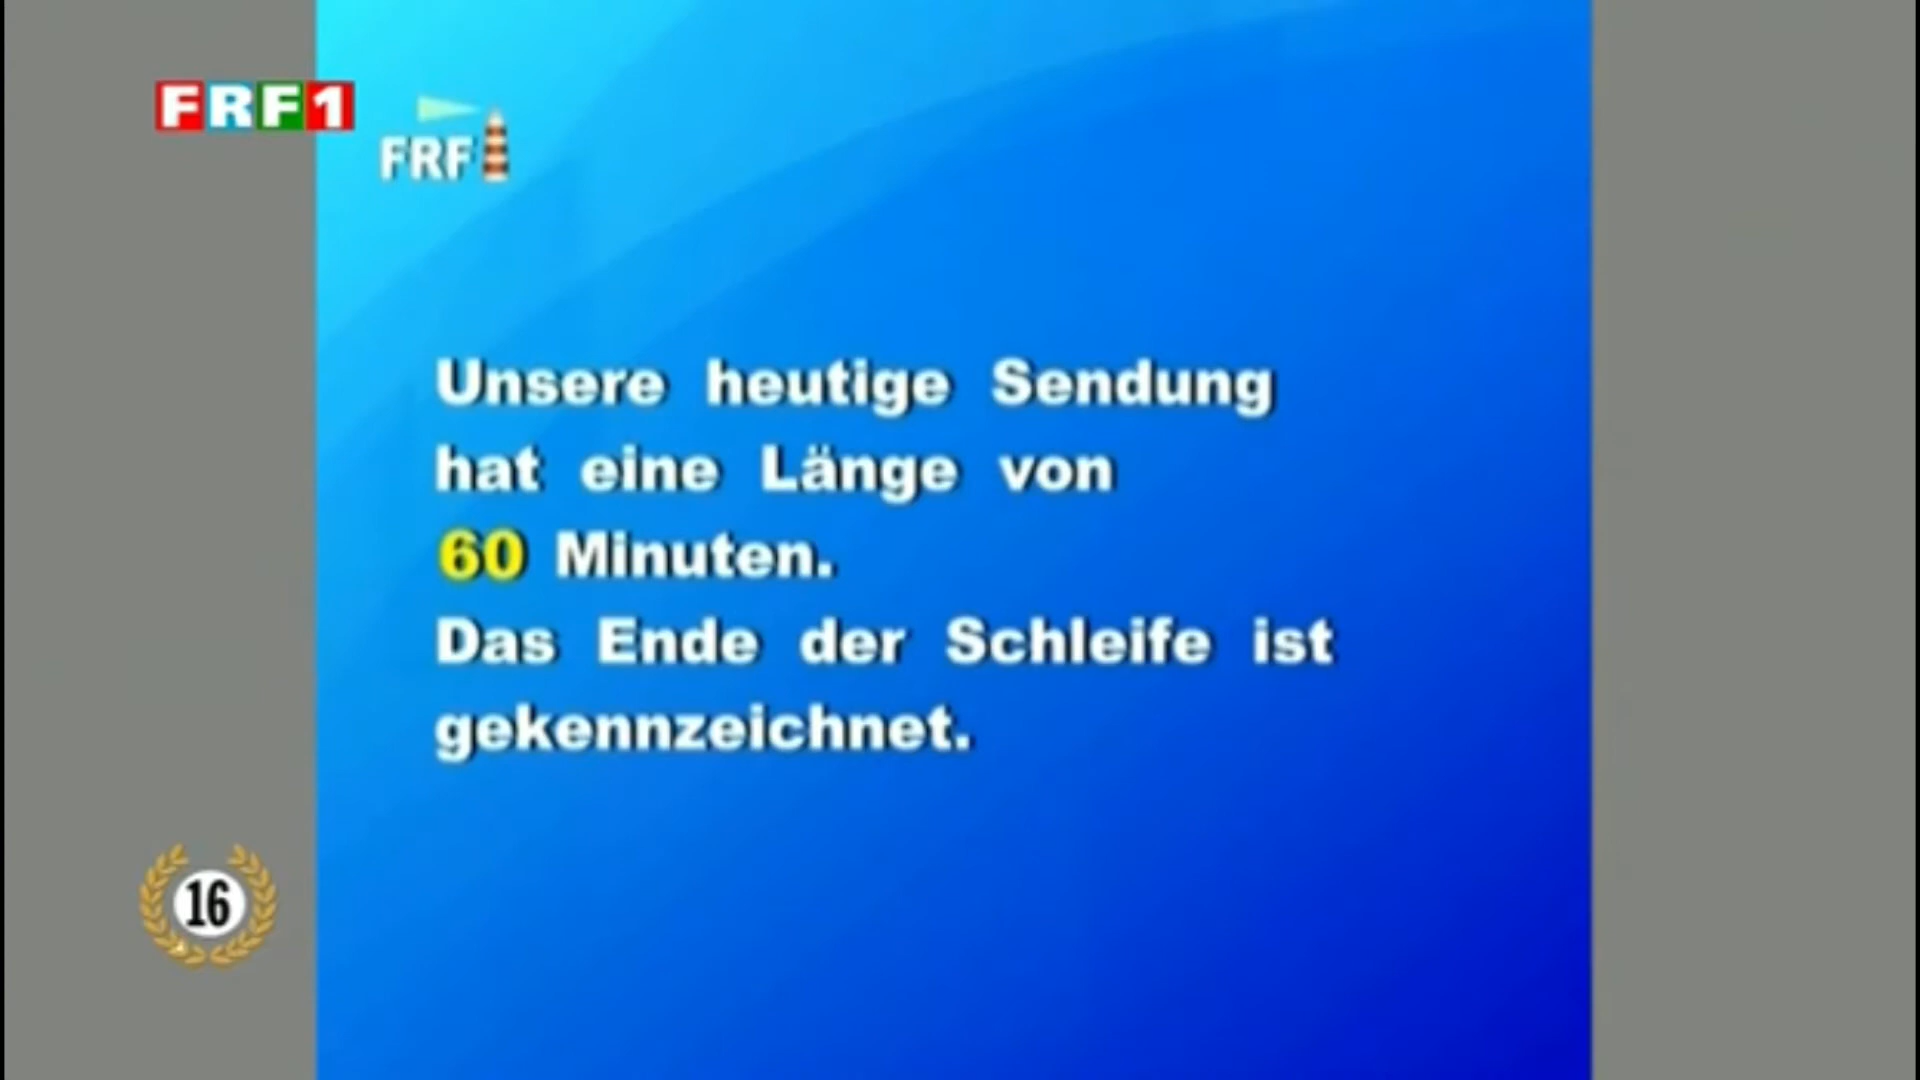 FRF1
FRF
Unsere heutige Sendung
hat eine Länge von
60 Minuten.
Das Ende der Schleife ist
gekennzeichnet.
16